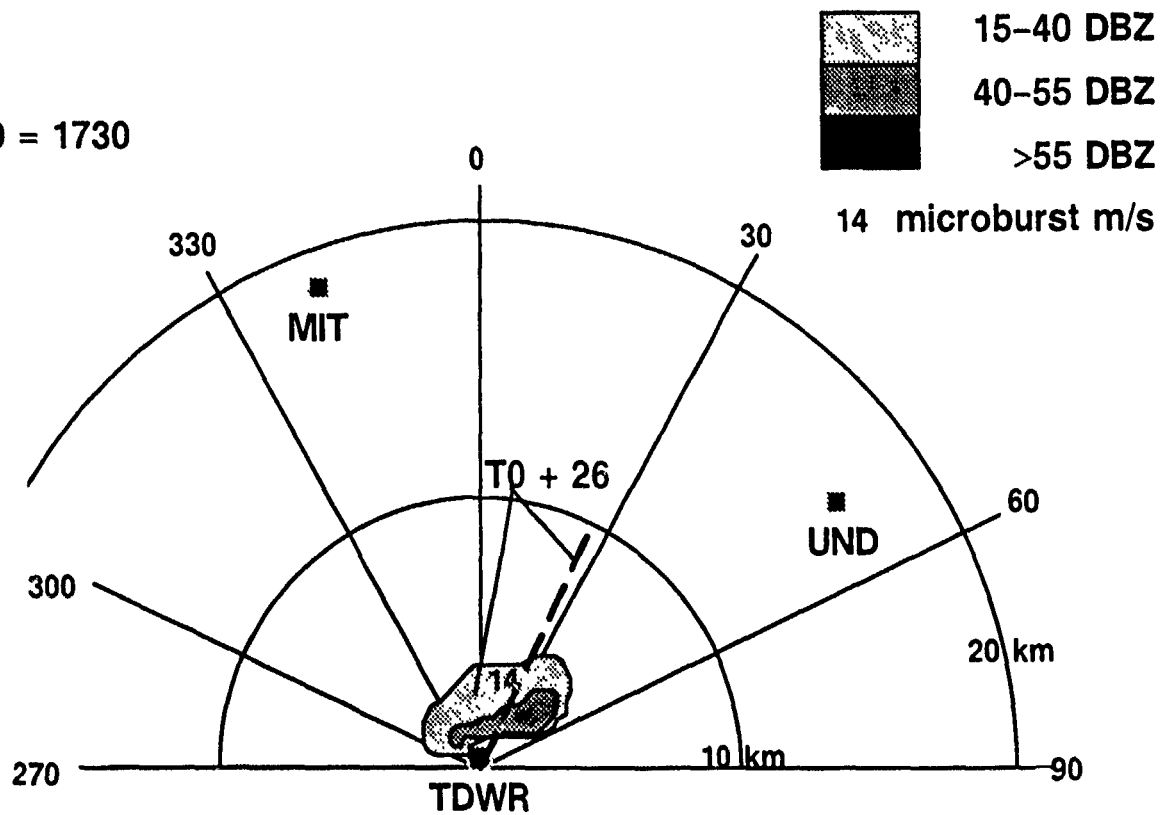 15–40 DBZ
40–55 DBZ
>55 DBZ
= 1730
0
14 microburst m/s
330
30
MIT
T0 + 26
60
UND
300
20 km
14
10 km
270
90
TDWR